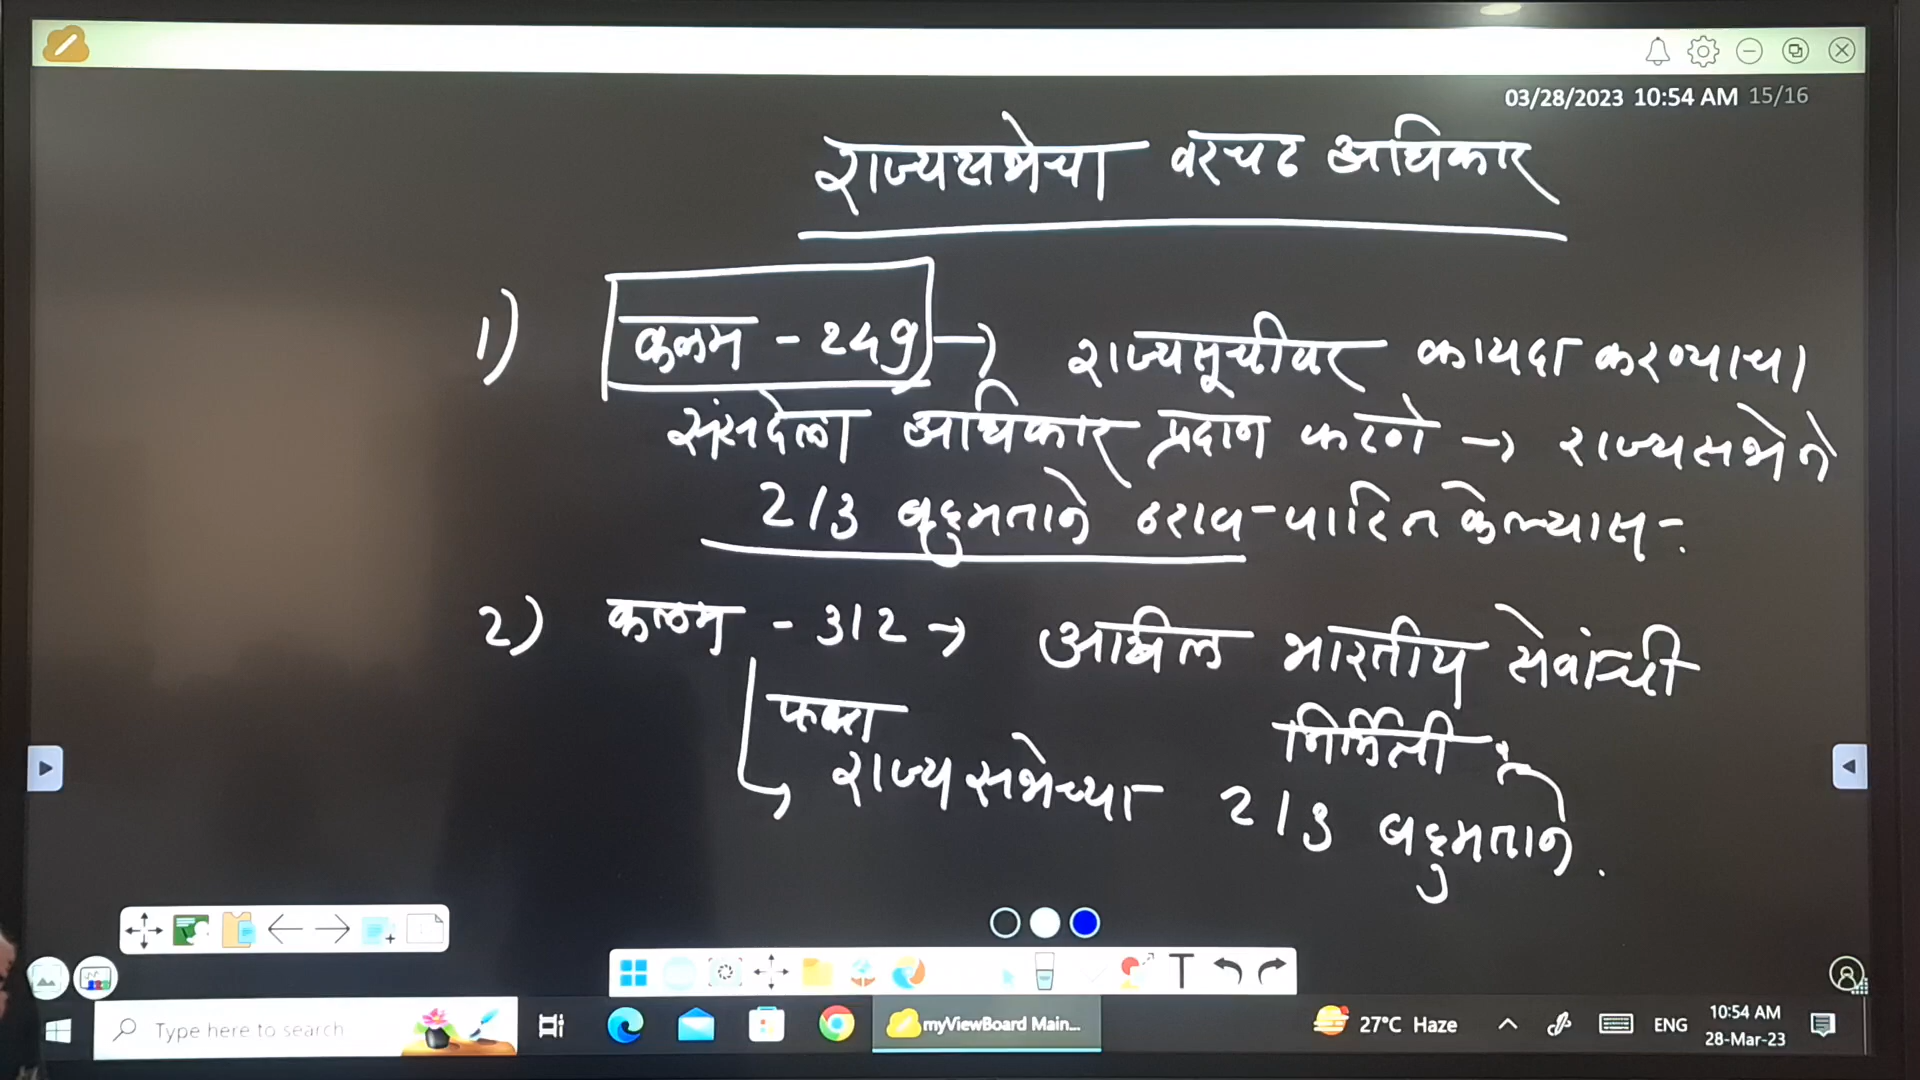 03/28/2023 10:54 AM 15/16
राज्यसभेचा वरचढ अधिकार
1) कलम - 249 → राज्यसूचीवर कायदा करण्याचा
संसदेला अधिकार प्रदान करणे → राज्यसभेने
2/3 बहुमताने ठराव-पारित केल्यास -.
2) कलम - 312 → अखिल भारतीय सेवांची
निर्मिती
फक्त
राज्यसभेच्या 2/3 बहुमताने.
T
Type here to search
myViewBoard Main...
27°C Haze
ENG
10:54 AM
28-Mar-23